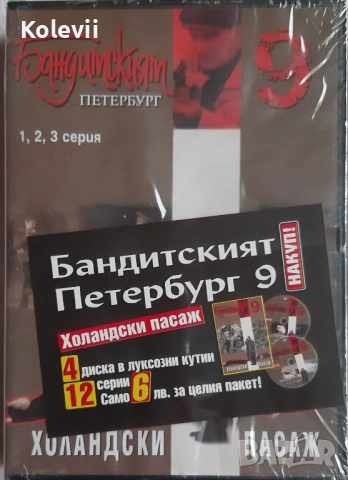 Kolevii
Бандитският
ПЕТЕРБУРГ
9
1, 2, 3 серия
Бандитският
Петербург 9
НАКУП!
Холандски пасаж
4 диска в луксозни кутии
12 серии
Само 6 лв. за целия пакет!
ХОЛАНДСКИ ПАСАЖ